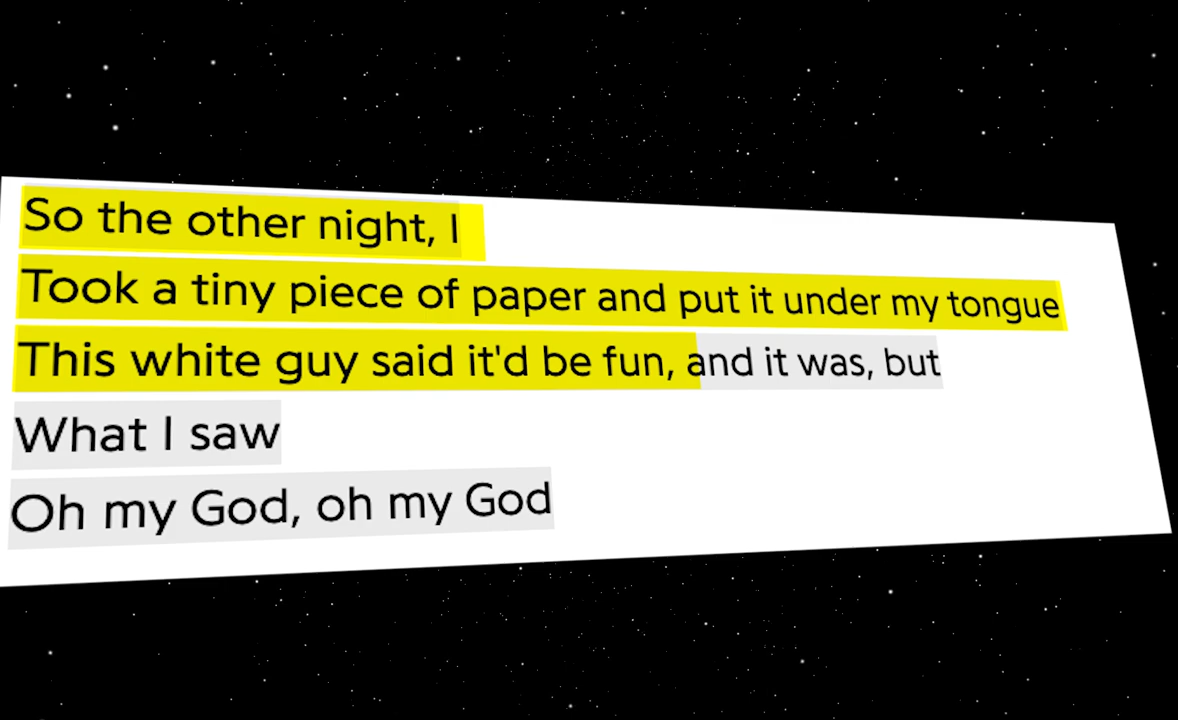 So the other night, I
Took a tiny piece of paper and put it under my tongue
This white guy said it'd be fun, and it was, but
What I saw
Oh my God, oh my God